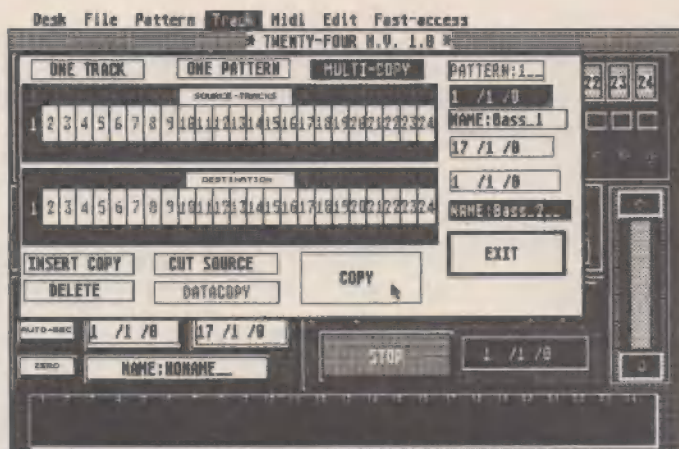 Desk File Pattern Track Midi Edit Fast-access
* TWENTY-FOUR M.V. 1.0 *
ONE TRACK ONE PATTERN MULTI-COPY PATTERN:1__
22 23 24
SOURCE-TRACKS
1 /1 /0
1 2 3 4 5 6 7 8 9 10 11 12 13 14 15 16 17 18 19 20 21 22 23 24
NAME:Bass_1
17 /1 /0
DESTINATION
1 /1 /0
1 2 3 4 5 6 7 8 9 10 11 12 13 14 15 16 17 18 19 20 21 22 23 24
NAME:Bass_2__
INSERT COPY CUT SOURCE COPY EXIT
DELETE DATACOPY
AUTO-REC 1 /1 /0 17 /1 /0
STOP 1 /1 /0
ZERO NAME:NONAME__